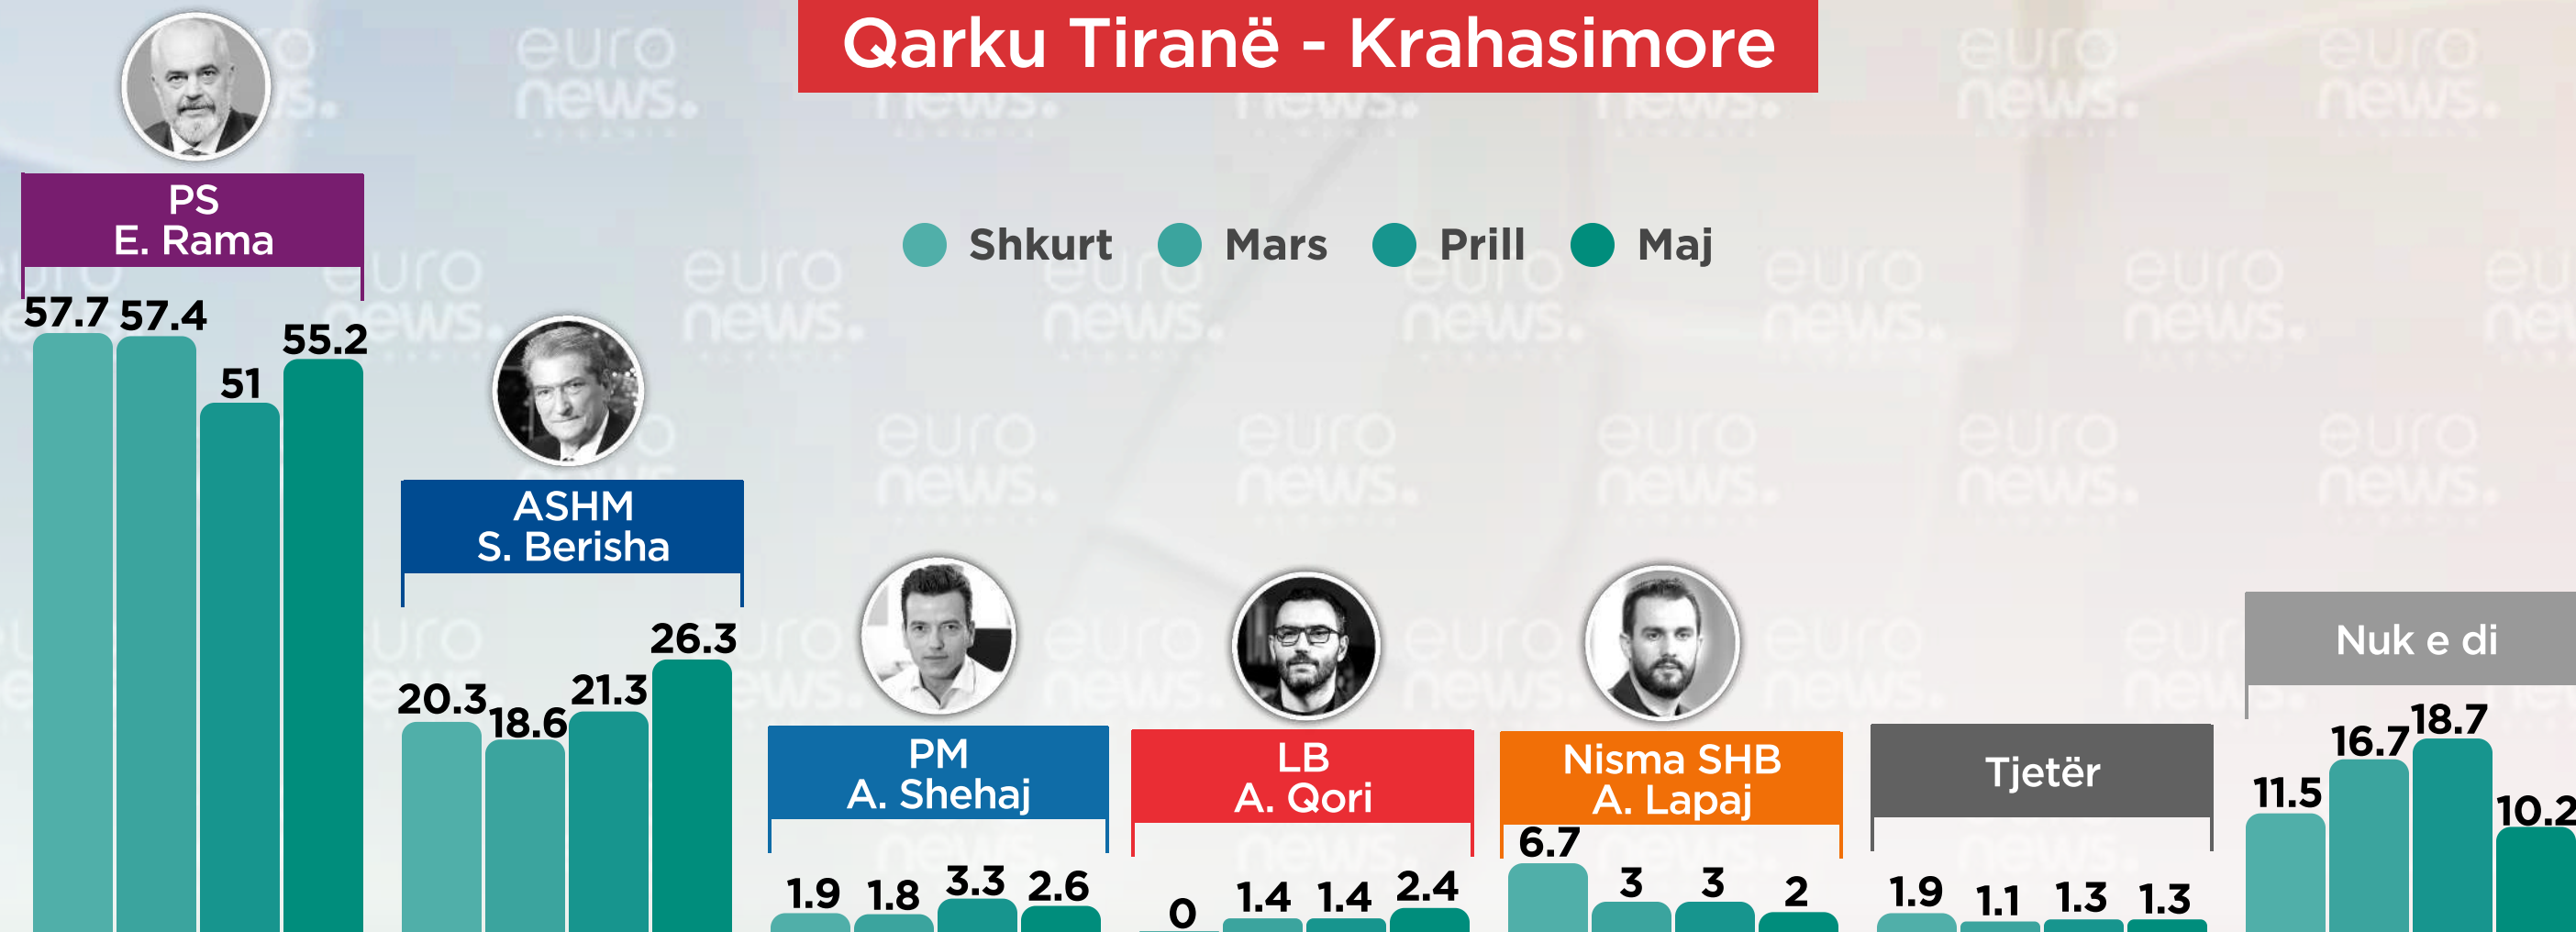 Qarku Tiranë - Krahasimore
Shkurt Mars Prill Maj
PS
E. Rama
57.7 57.4 51 55.2
ASHM
S. Berisha
20.3 18.6 21.3 26.3
PM
A. Shehaj
1.9 1.8 3.3 2.6
LB
A. Qori
0 1.4 1.4 2.4
Nisma SHB
A. Lapaj
6.7 3 3 2
Tjetër
1.9 1.1 1.3 1.3
Nuk e di
11.5 16.7 18.7 10.2
euro
news.